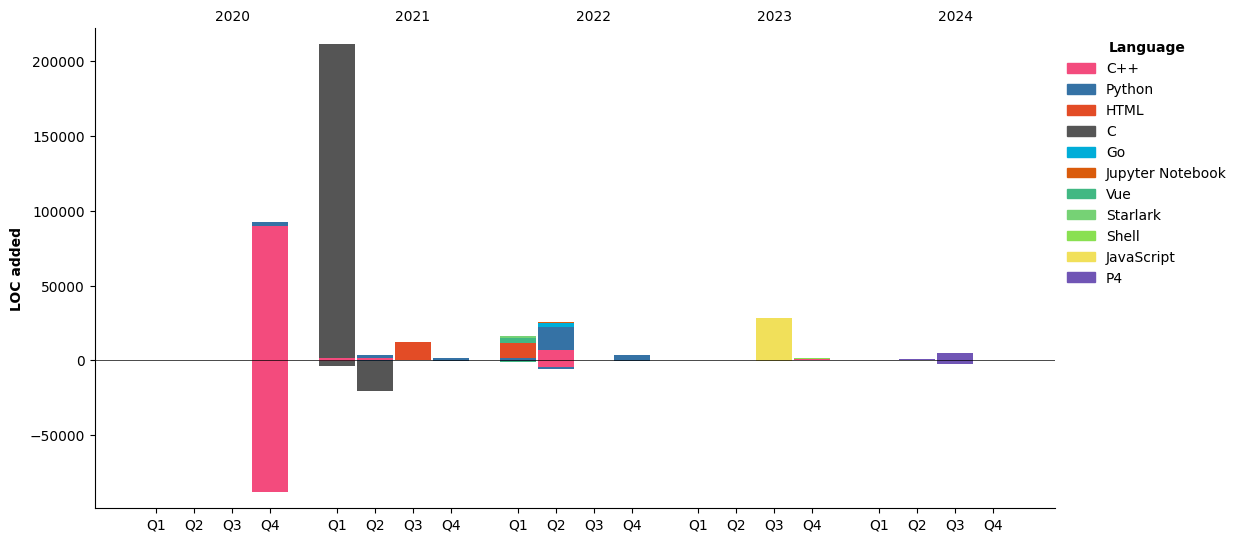 2020 2021 2022 2023 2024
200000
150000
100000
50000
0
−50000
LOC added
Q1 Q2 Q3 Q4 Q1 Q2 Q3 Q4 Q1 Q2 Q3 Q4 Q1 Q2 Q3 Q4 Q1 Q2 Q3 Q4
Language
C++
Python
HTML
C
Go
Jupyter Notebook
Vue
Starlark
Shell
JavaScript
P4